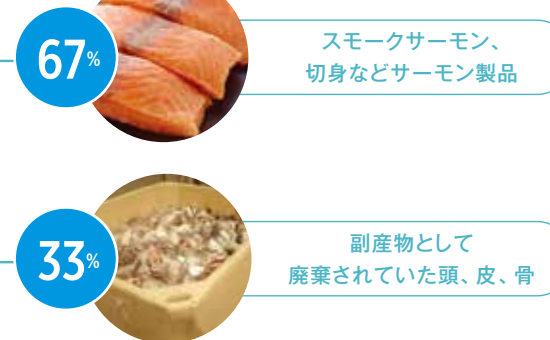 67%
スモークサーモン、
切身などサーモン製品
33%
副産物として
廃棄されていた頭、皮、骨